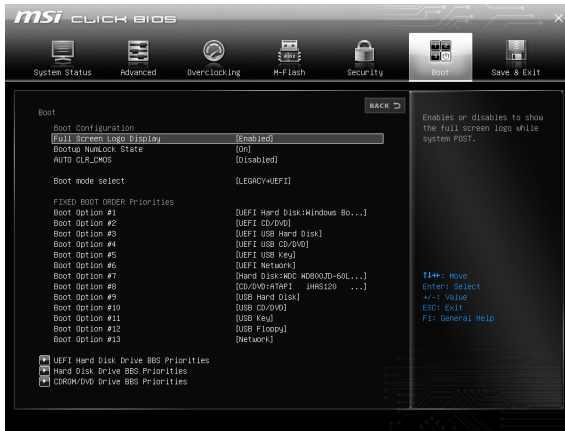 msi CLICK BIOS
System Status Advanced Overclocking M-Flash Security Boot Save & Exit
BACK
Boot
Boot Configuration
Full Screen Logo Display [Enabled]
Bootup NumLock State [On]
AUTO CLR_CMOS [Disabled]
Boot mode select [LEGACY+UEFI]
FIXED BOOT ORDER Priorities
Boot Option #1 [UEFI Hard Disk:Windows Bo...]
Boot Option #2 [UEFI CD/DVD]
Boot Option #3 [UEFI USB Hard Disk]
Boot Option #4 [UEFI USB CD/DVD]
Boot Option #5 [UEFI USB Key]
Boot Option #6 [UEFI Network]
Boot Option #7 [Hard Disk:WDC WD800JD-60L...]
Boot Option #8 [CD/DVD:ATAPI iHAS120 ...]
Boot Option #9 [USB Hard Disk]
Boot Option #10 [USB CD/DVD]
Boot Option #11 [USB Key]
Boot Option #12 [USB Floppy]
Boot Option #13 [Network]
UEFI Hard Disk Drive BBS Priorities
Hard Disk Drive BBS Priorities
CDROM/DVD Drive BBS Priorities
Enables or disables to show
the full screen logo while
system POST.
↑↓→←: Move
Enter: Select
+/-: Value
ESC: Exit
F1: General Help